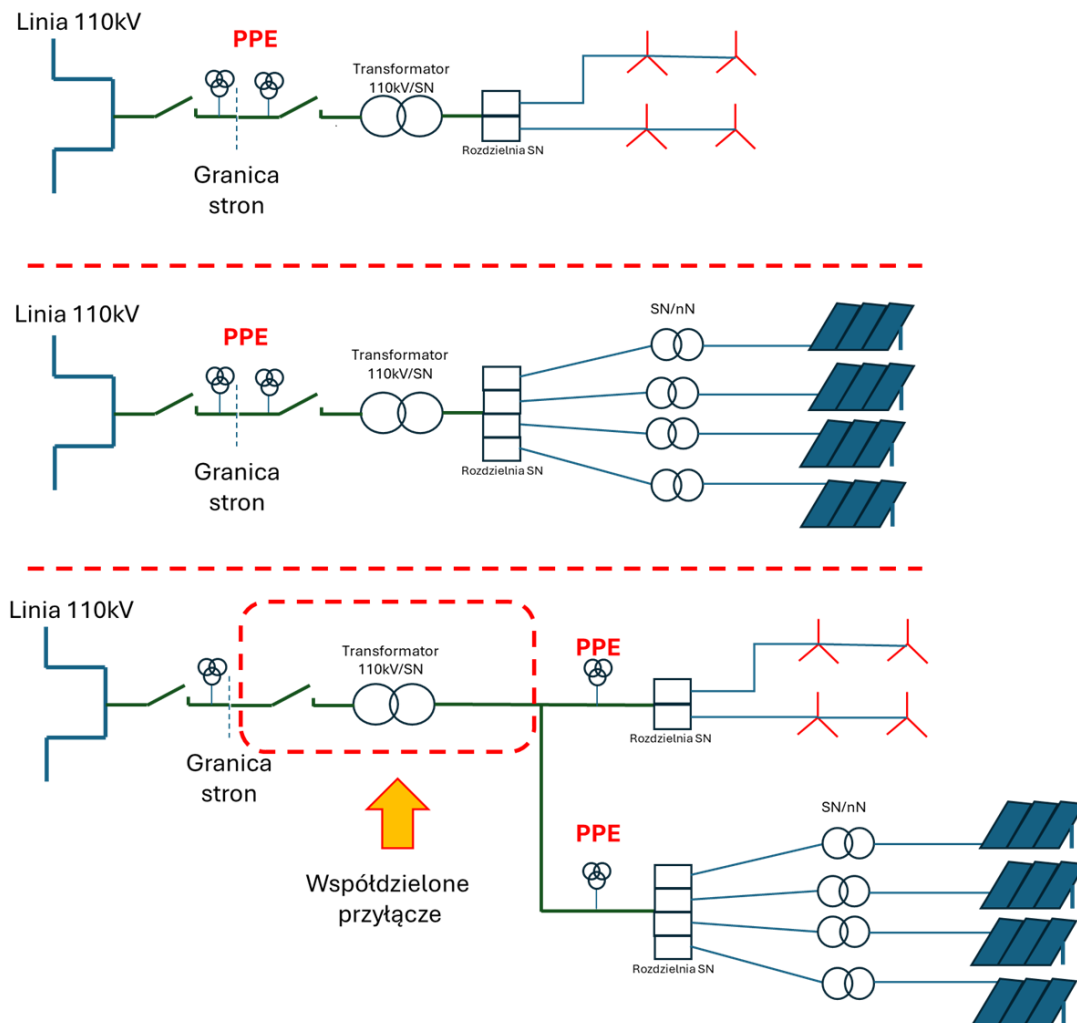 Linia 110kV
PPE
Transformator
110kV/SN
Rozdzielnia SN
Granica
stron
Linia 110kV
PPE
SN/nN
Transformator
110kV/SN
Rozdzielnia SN
Granica
stron
Linia 110kV
Transformator
110kV/SN
PPE
Rozdzielnia SN
Granica
stron
Współdzielone
przyłącze
PPE
SN/nN
Rozdzielnia SN